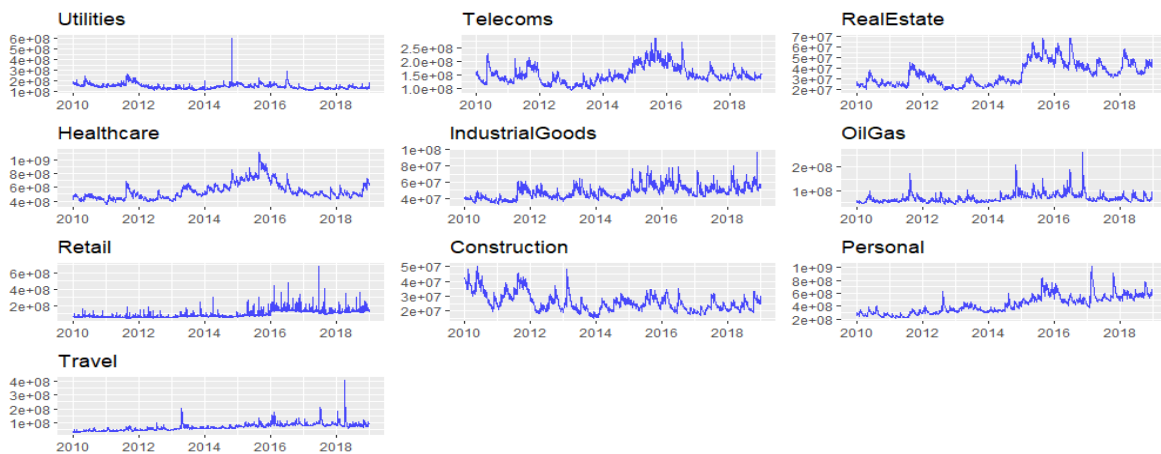 Utilities
6e+08
5e+08
4e+08
3e+08
2e+08
1e+08
2010 2012 2014 2016 2018
Telecoms
2.5e+08
2.0e+08
1.5e+08
1.0e+08
2010 2012 2014 2016 2018
RealEstate
7e+07
6e+07
5e+07
4e+07
3e+07
2e+07
2010 2012 2014 2016 2018
Healthcare
1e+09
8e+08
6e+08
4e+08
2010 2012 2014 2016 2018
IndustrialGoods
1e+08
8e+07
6e+07
4e+07
2010 2012 2014 2016 2018
OilGas
2e+08
1e+08
2010 2012 2014 2016 2018
Retail
6e+08
4e+08
2e+08
2010 2012 2014 2016 2018
Construction
5e+07
4e+07
3e+07
2e+07
2010 2012 2014 2016 2018
Personal
1e+09
8e+08
6e+08
4e+08
2e+08
2010 2012 2014 2016 2018
Travel
4e+08
3e+08
2e+08
1e+08
2010 2012 2014 2016 2018